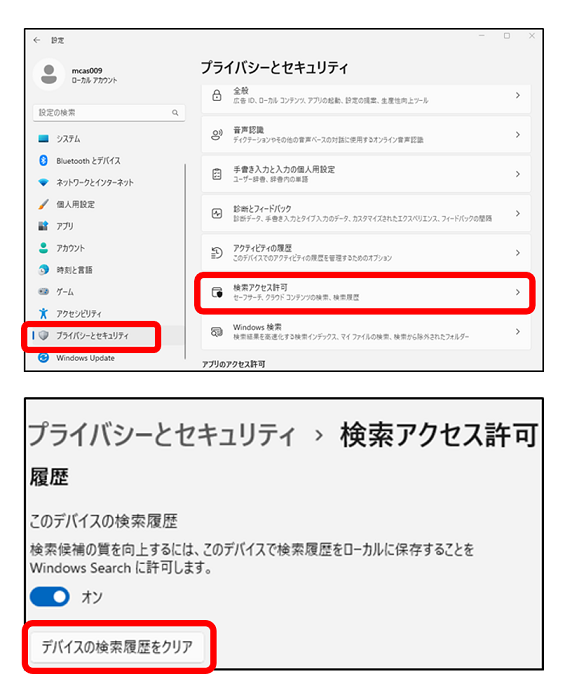 ← 設定
mcas009
ローカル アカウント
設定の検索
システム
Bluetooth とデバイス
ネットワークとインターネット
個人用設定
アプリ
アカウント
時刻と言語
ゲーム
アクセシビリティ
プライバシーとセキュリティ
Windows Update
プライバシーとセキュリティ
全般
広告 ID、ローカル コンテンツ、アプリの起動、設定の提案、生産性向上ツール
音声認識
ディクテーションやその他の音声ベースの対話に使用するオンライン音声認識
手書き入力と入力の個人用設定
ユーザー辞書、辞書内の単語
診断とフィードバック
診断データ、手書き入力とタイプ入力のデータ、カスタマイズされたエクスペリエンス、フィードバックの間隔
アクティビティの履歴
このデバイスでのアクティビティの履歴を管理するためのオプション
検索アクセス許可
セーフサーチ、クラウド コンテンツの検索、検索履歴
Windows 検索
検索結果を高速化する検索インデックス、マイ ファイルの検索、検索から除外されたフォルダー
アプリのアクセス許可
プライバシーとセキュリティ › 検索アクセス許可
履歴
このデバイスの検索履歴
検索候補の質を向上するには、このデバイスで検索履歴をローカルに保存することを
Windows Search に許可します。
オン
デバイスの検索履歴をクリア